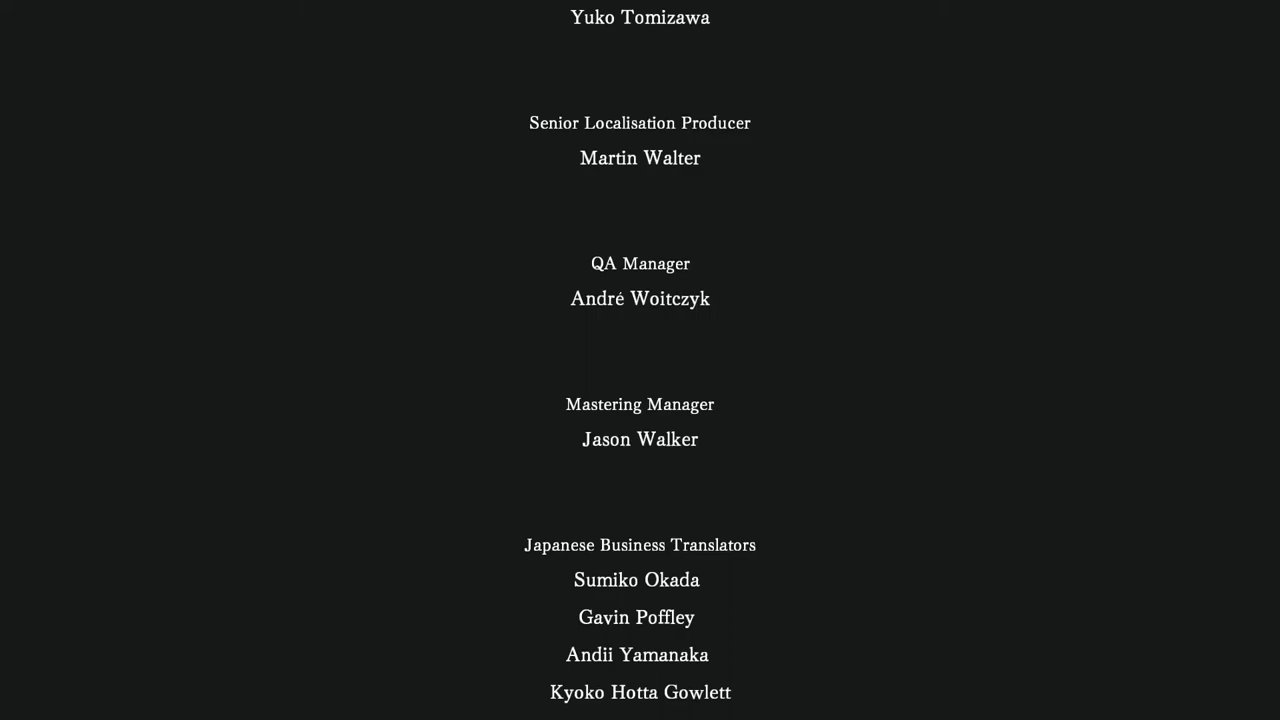 Yuko Tomizawa
Senior Localisation Producer
Martin Walter
QA Manager
André Woitczyk
Mastering Manager
Jason Walker
Japanese Business Translators
Sumiko Okada
Gavin Poffley
Andii Yamanaka
Kyoko Hotta Gowlett